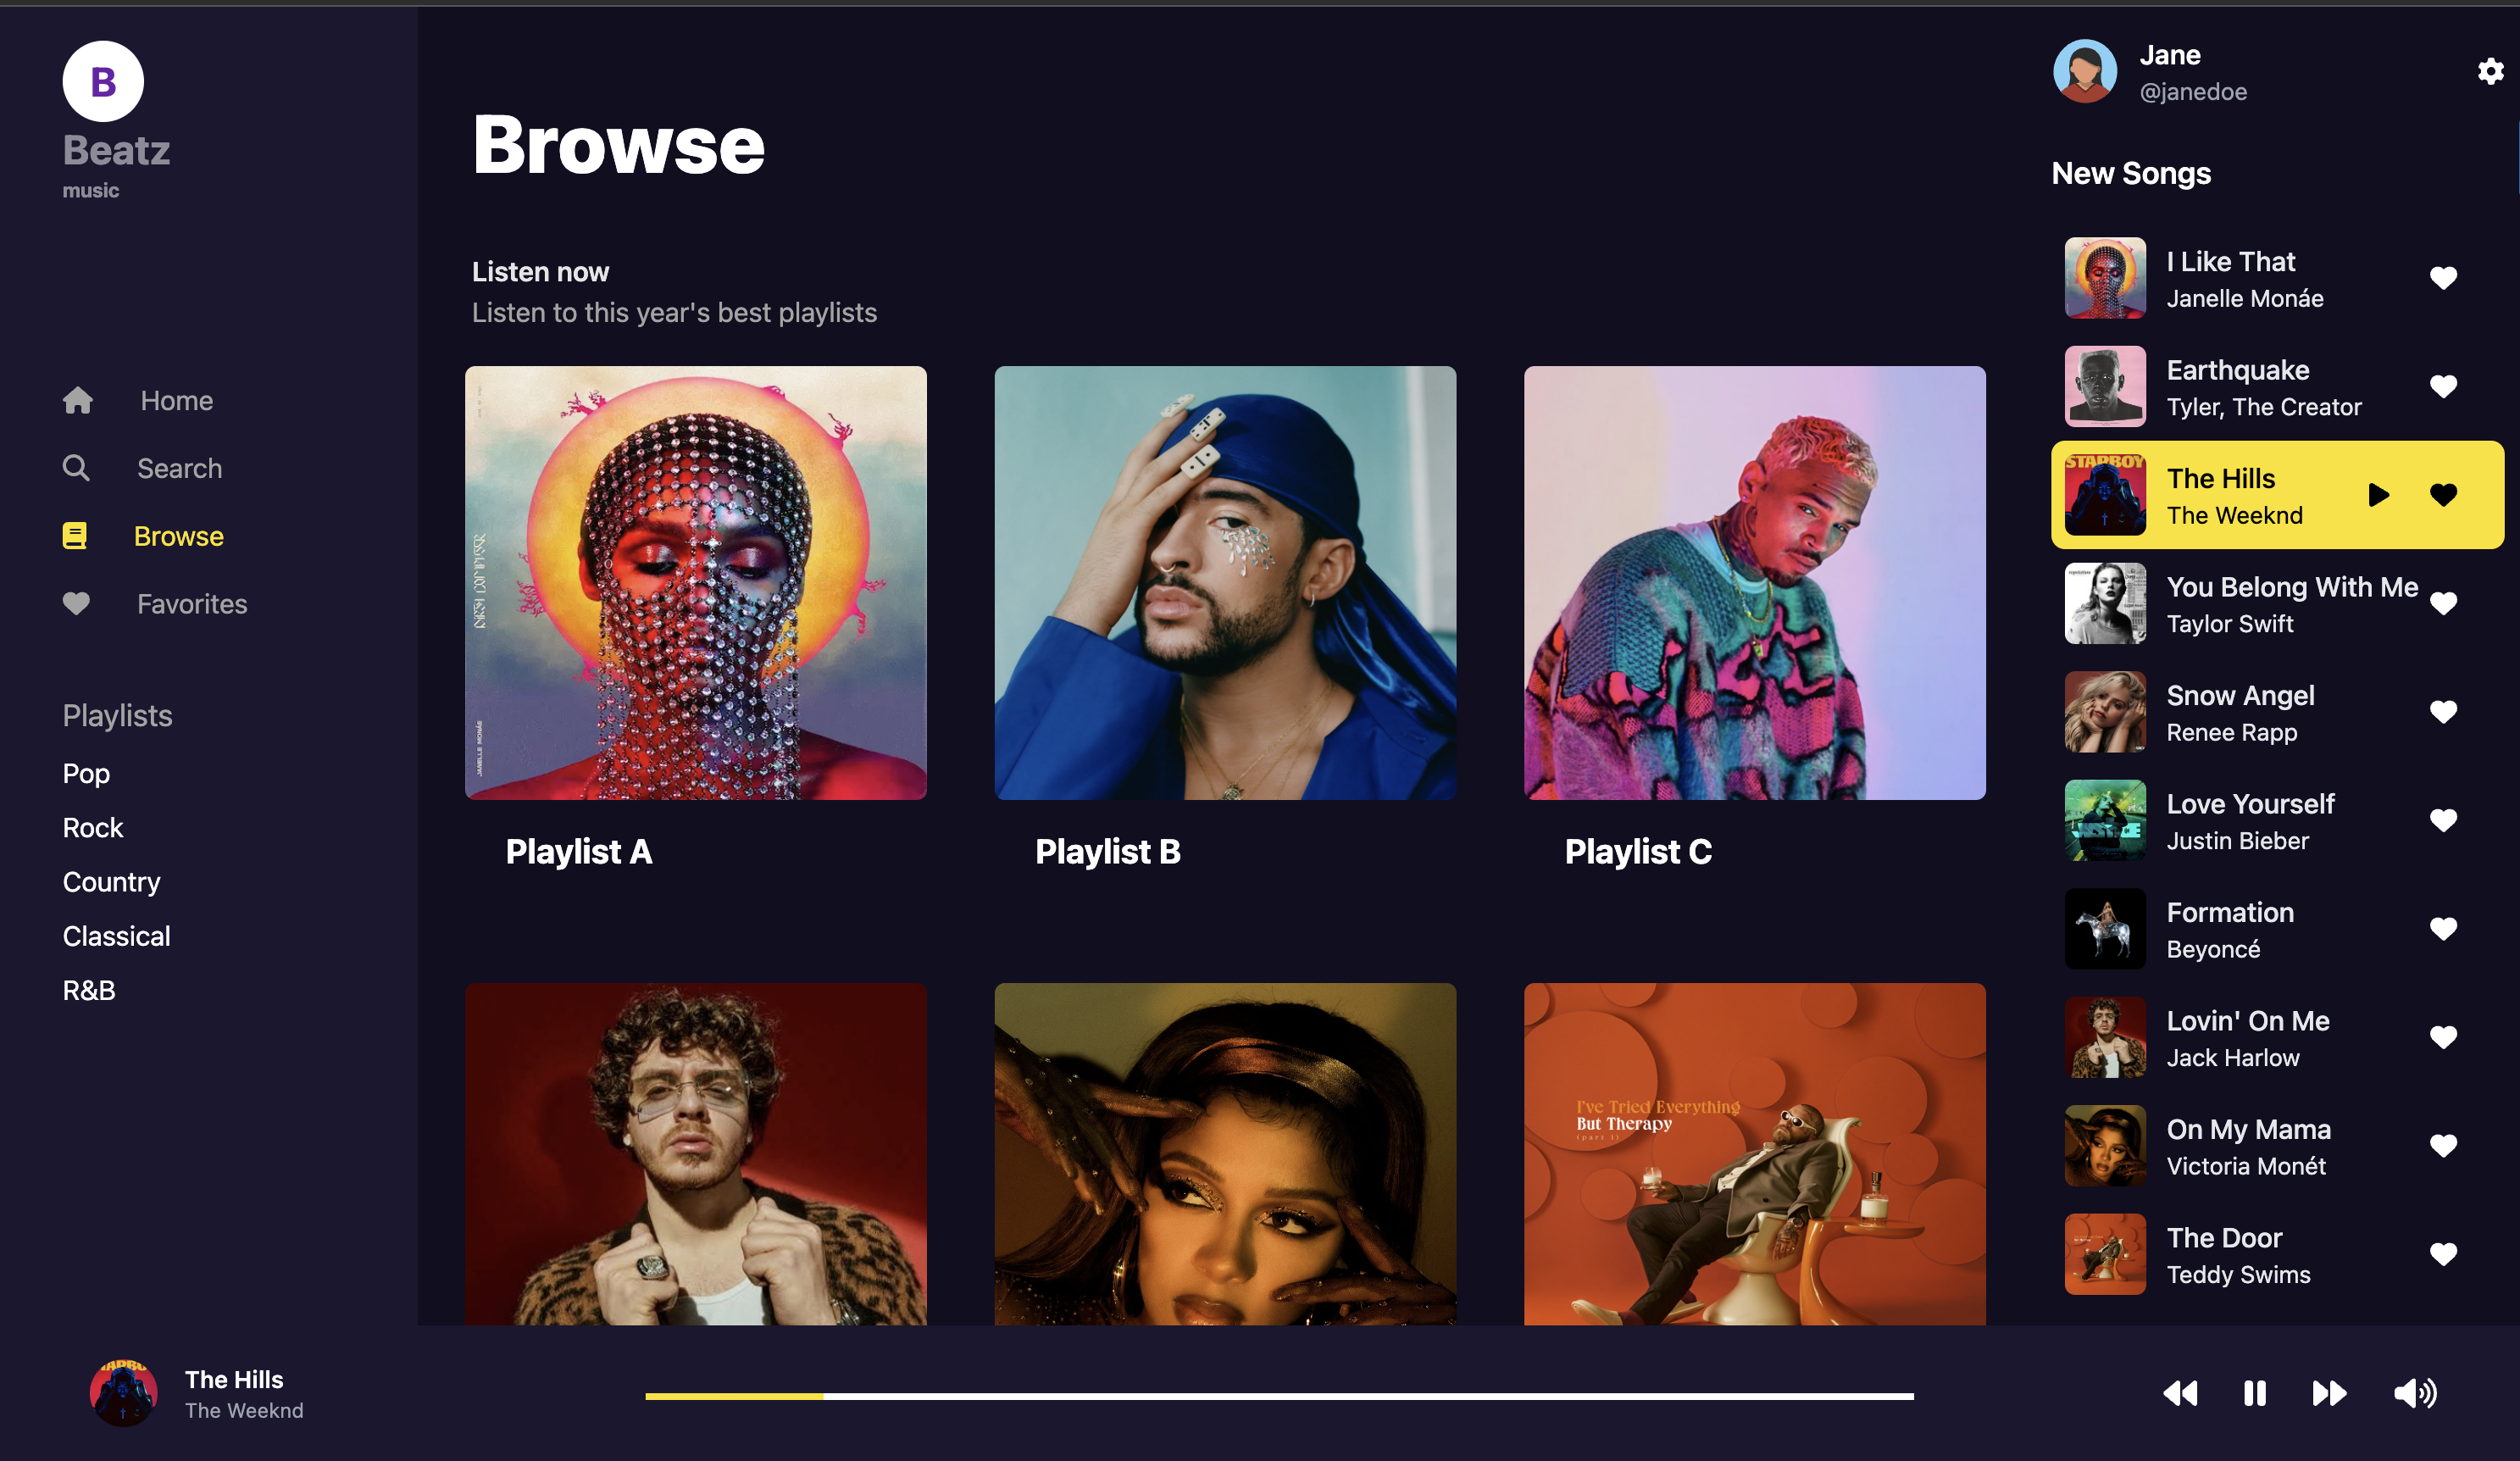 B
Beatz
music
Home
Search
Browse
Favorites
Playlists
Pop
Rock
Country
Classical
R&B
Browse
Listen now
Listen to this year's best playlists
JANELLE MONÁE
Playlist A
Playlist B
Playlist C
I've Tried Everything
But Therapy
(part 1)
Jane
@janedoe
New Songs
I Like That
Janelle Monáe
Earthquake
Tyler, The Creator
STARBOY
The Hills
The Weeknd
You Belong With Me
Taylor Swift
Snow Angel
Renee Rapp
Love Yourself
Justin Bieber
Formation
Beyoncé
Lovin' On Me
Jack Harlow
On My Mama
Victoria Monét
The Door
Teddy Swims
The Hills
The Weeknd